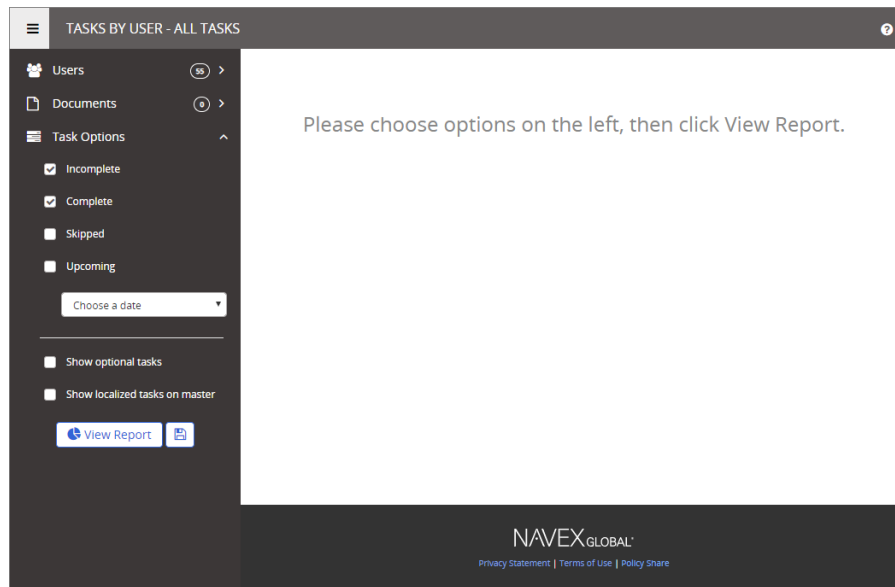 TASKS BY USER - ALL TASKS
?
Users 55
Documents 0
Task Options
Incomplete
Complete
Skipped
Upcoming
Choose a date
Show optional tasks
Show localized tasks on master
View Report
Please choose options on the left, then click View Report.
NAVEX GLOBAL
Privacy Statement | Terms of Use | Policy Share